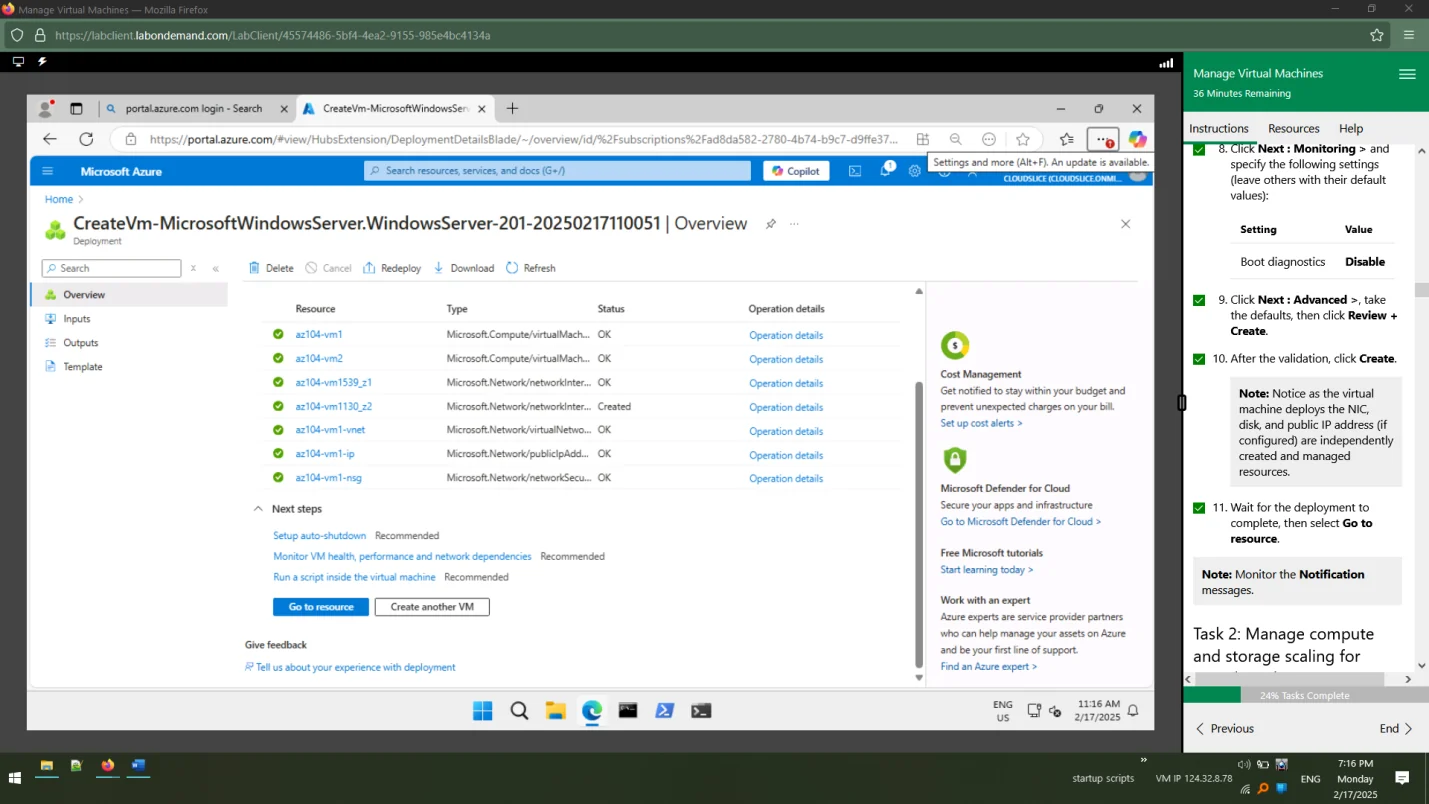 Manage Virtual Machines — Mozilla Firefox
https://labclient.labondemand.com/LabClient/45574486-5bf4-4ea2-9155-985e4bc4134a
portal.azure.com login - Search
CreateVm-MicrosoftWindowsServ
https://portal.azure.com/#view/HubsExtension/DeploymentDetailsBlade/~/overview/id/%2Fsubscriptions%2Fad8da582-2780-4b74-b9c7-d9ffe37...
Settings and more (Alt+F). An update is available.
Microsoft Azure
Search resources, services, and docs (G+/)
Copilot
1
CLOUDSLICE (CLOUDSLICE.ONMI...
Home >
CreateVm-MicrosoftWindowsServer.WindowsServer-201-20250217110051 | Overview
Deployment
Search
Delete
Cancel
Redeploy
Download
Refresh
Overview
Inputs
Outputs
Template
Resource Type Status Operation details
az104-vm1 Microsoft.Compute/virtualMach... OK Operation details
az104-vm2 Microsoft.Compute/virtualMach... OK Operation details
az104-vm1539_z1 Microsoft.Network/networkInter... OK Operation details
az104-vm1130_z2 Microsoft.Network/networkInter... Created Operation details
az104-vm1-vnet Microsoft.Network/virtualNetwo... OK Operation details
az104-vm1-ip Microsoft.Network/publicIpAdd... OK Operation details
az104-vm1-nsg Microsoft.Network/networkSecu... OK Operation details
Next steps
Setup auto-shutdown Recommended
Monitor VM health, performance and network dependencies Recommended
Run a script inside the virtual machine Recommended
Go to resource
Create another VM
Give feedback
Tell us about your experience with deployment
$
Cost Management
Get notified to stay within your budget and
prevent unexpected charges on your bill.
Set up cost alerts >
Microsoft Defender for Cloud
Secure your apps and infrastructure
Go to Microsoft Defender for Cloud >
Free Microsoft tutorials
Start learning today >
Work with an expert
Azure experts are service provider partners
who can help manage your assets on Azure
and be your first line of support.
Find an Azure expert >
ENG
US
11:16 AM
2/17/2025
Manage Virtual Machines
36 Minutes Remaining
Instructions Resources Help
8. Click Next : Monitoring > and
specify the following settings
(leave others with their default
values):
Setting Value
Boot diagnostics Disable
9. Click Next : Advanced >, take
the defaults, then click Review +
Create.
10. After the validation, click Create.
Note: Notice as the virtual
machine deploys the NIC,
disk, and public IP address (if
configured) are independently
created and managed
resources.
11. Wait for the deployment to
complete, then select Go to
resource.
Note: Monitor the Notification
messages.
Task 2: Manage compute
and storage scaling for
24% Tasks Complete
Previous
End
startup scripts
VM IP 124.32.8.78
ENG
7:16 PM
Monday
2/17/2025